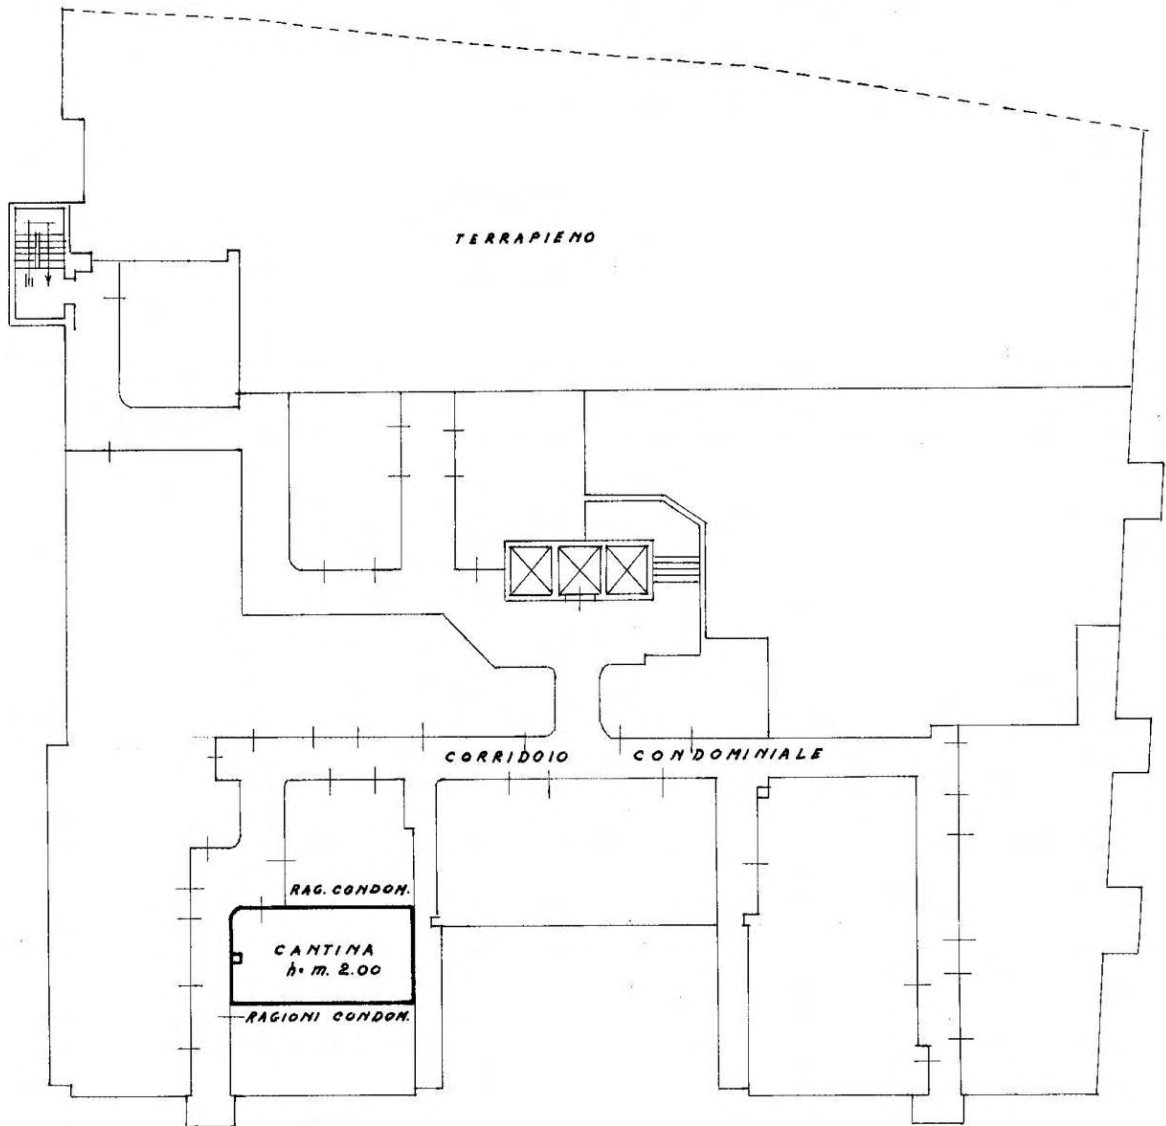 TERRAPIENO
CORRIDOIO CONDOMINIALE
RAG. CONDOM.
CANTINA
h= m. 2.00
RAGIONI CONDOM.